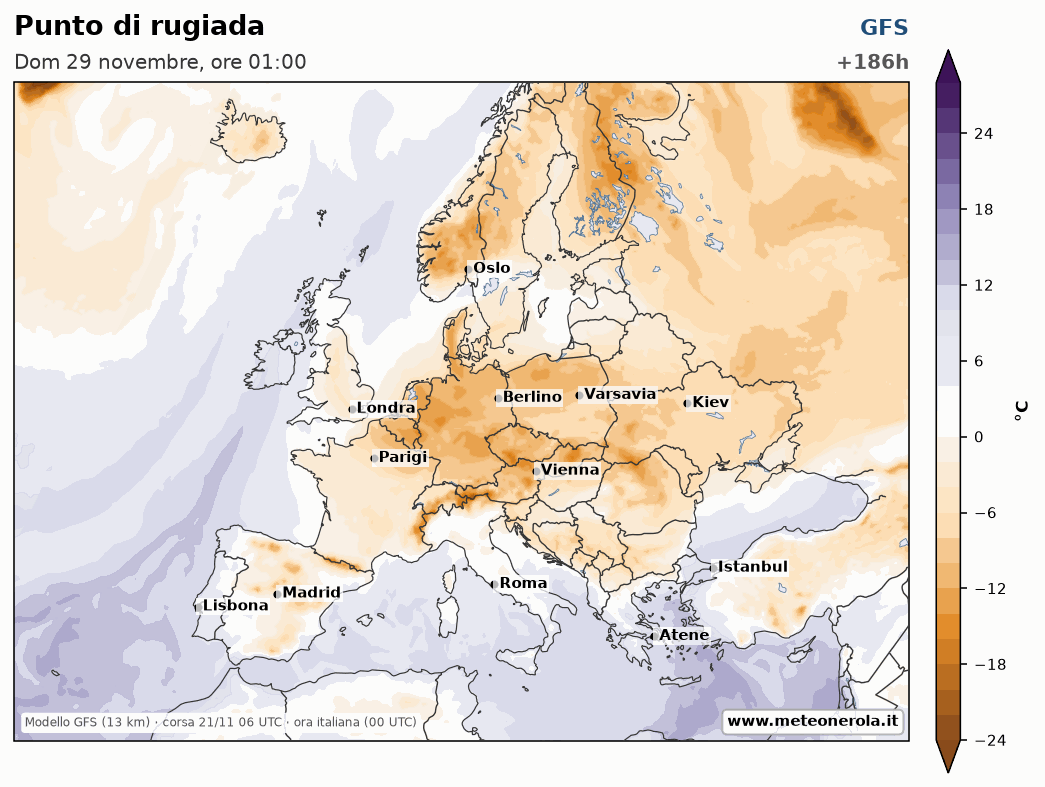 Punto di rugiada
GFS
Dom 29 novembre, ore 01:00
+186h
Oslo
Londra
Berlino
Varsavia
Kiev
Parigi
Vienna
Istanbul
Roma
Madrid
Lisbona
Atene
Modello GFS (13 km) · corsa 21/11 06 UTC · ora italiana (00 UTC)
www.meteonerola.it
24
18
12
6
0
−6
−12
−18
−24
°C